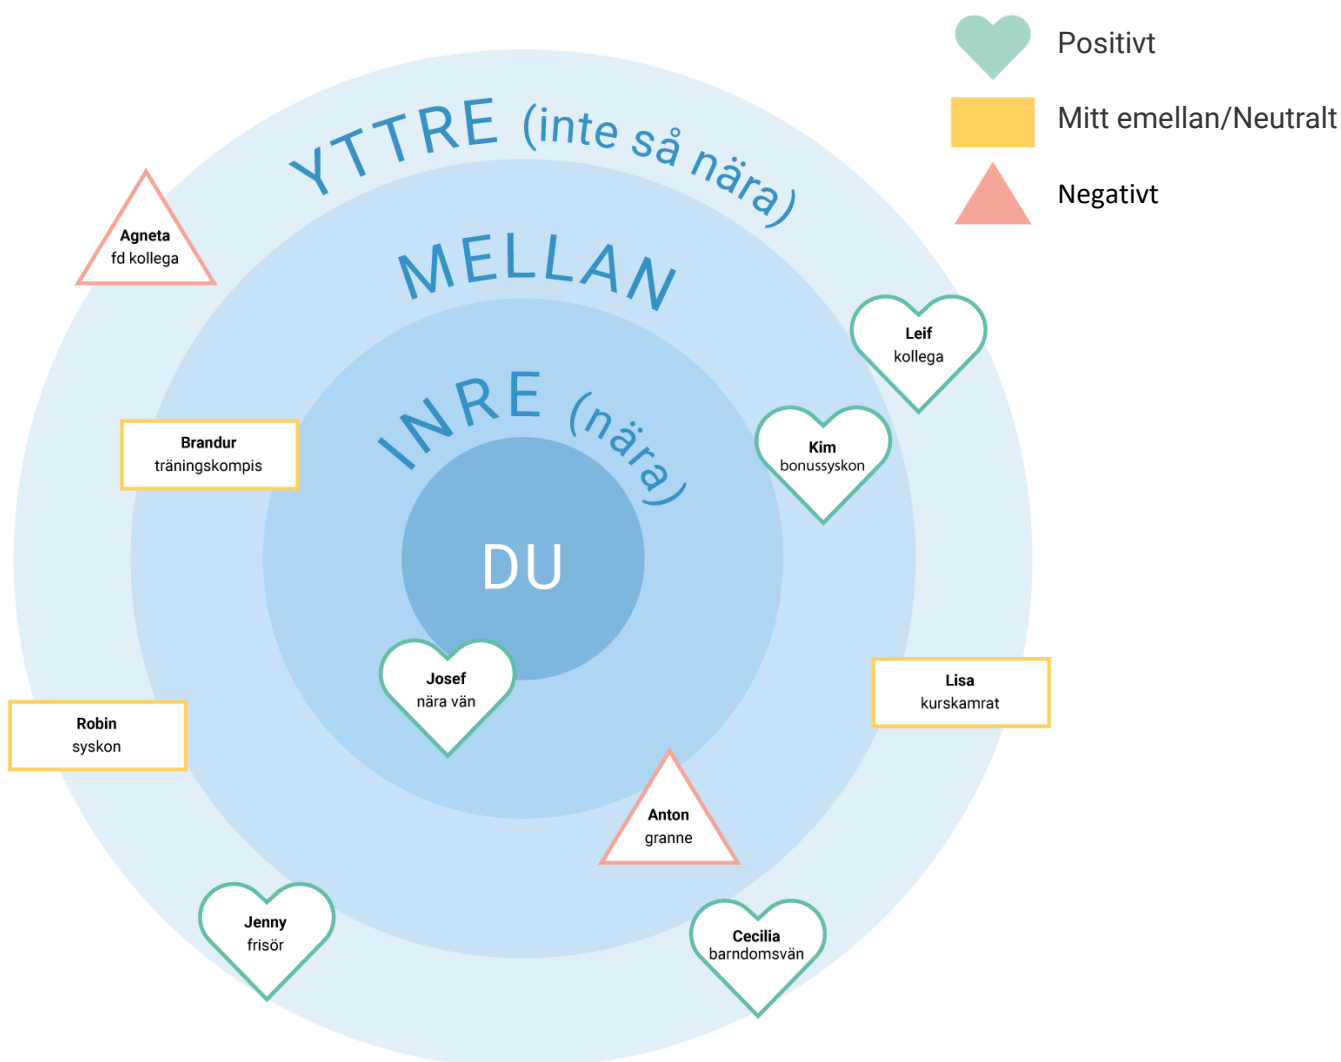 Positivt
Mitt emellan/Neutralt
Negativt
YTTRE (inte så nära)
MELLAN
INRE (nära)
DU
Agneta
fd kollega
Leif
kollega
Brandur
träningskompis
Kim
bonussyskon
Josef
nära vän
Lisa
kurskamrat
Robin
syskon
Anton
granne
Jenny
frisör
Cecilia
barndomsvän